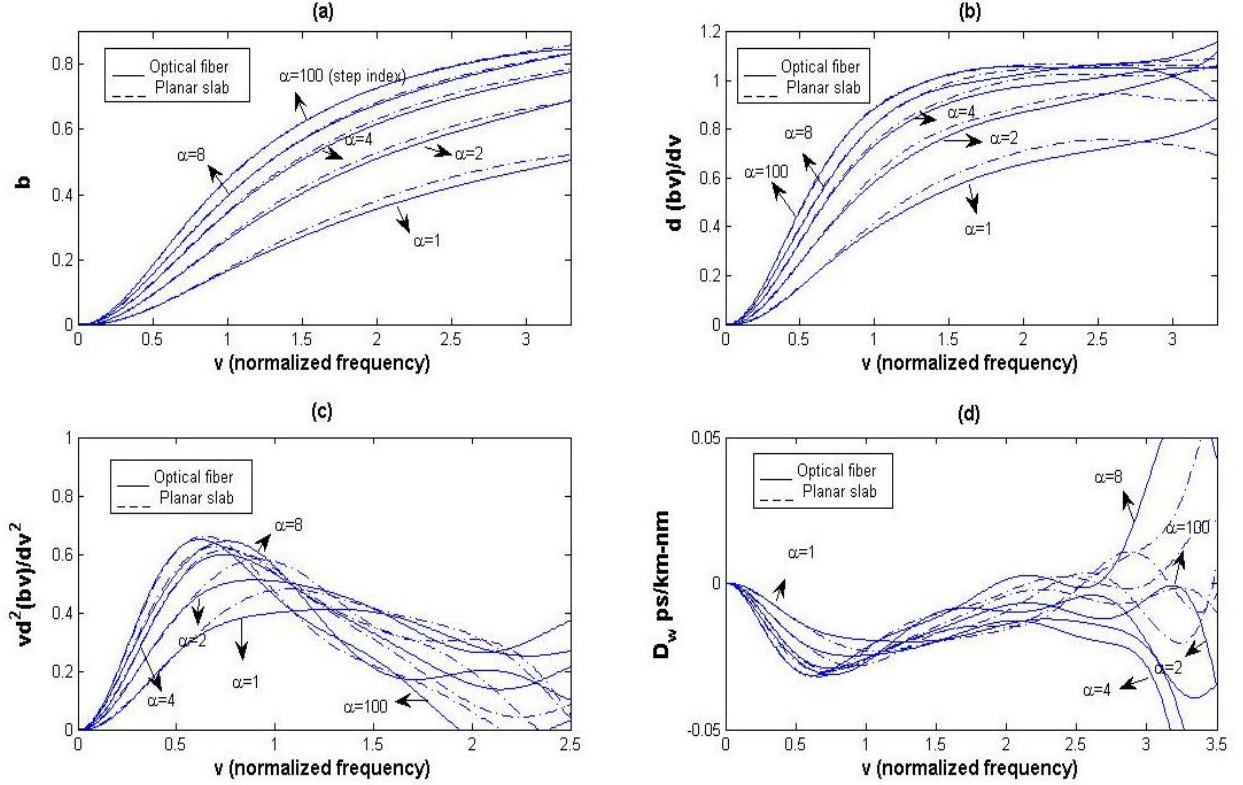 (a)
b
0.8
0.6
0.4
0.2
0
Optical fiber
Planar slab
α=100 (step index)
α=8
α=4
α=2
α=1
0 0.5 1 1.5 2 2.5 3
v (normalized frequency)
(b)
d (bv)/dv
1.2
1
0.8
0.6
0.4
0.2
0
Optical fiber
Planar slab
α=4
α=8
α=2
α=100
α=1
0 0.5 1 1.5 2 2.5 3
v (normalized frequency)
(c)
vd²(bv)/dv²
1
0.8
0.6
0.4
0.2
0
Optical fiber
Planar slab
α=8
α=2
α=1
α=4
α=100
0 0.5 1 1.5 2 2.5
v (normalized frequency)
(d)
D_w ps/km-nm
0.05
0
-0.05
Optical fiber
Planar slab
α=8
α=100
α=1
α=2
α=4
0 0.5 1 1.5 2 2.5 3 3.5
v (normalized frequency)